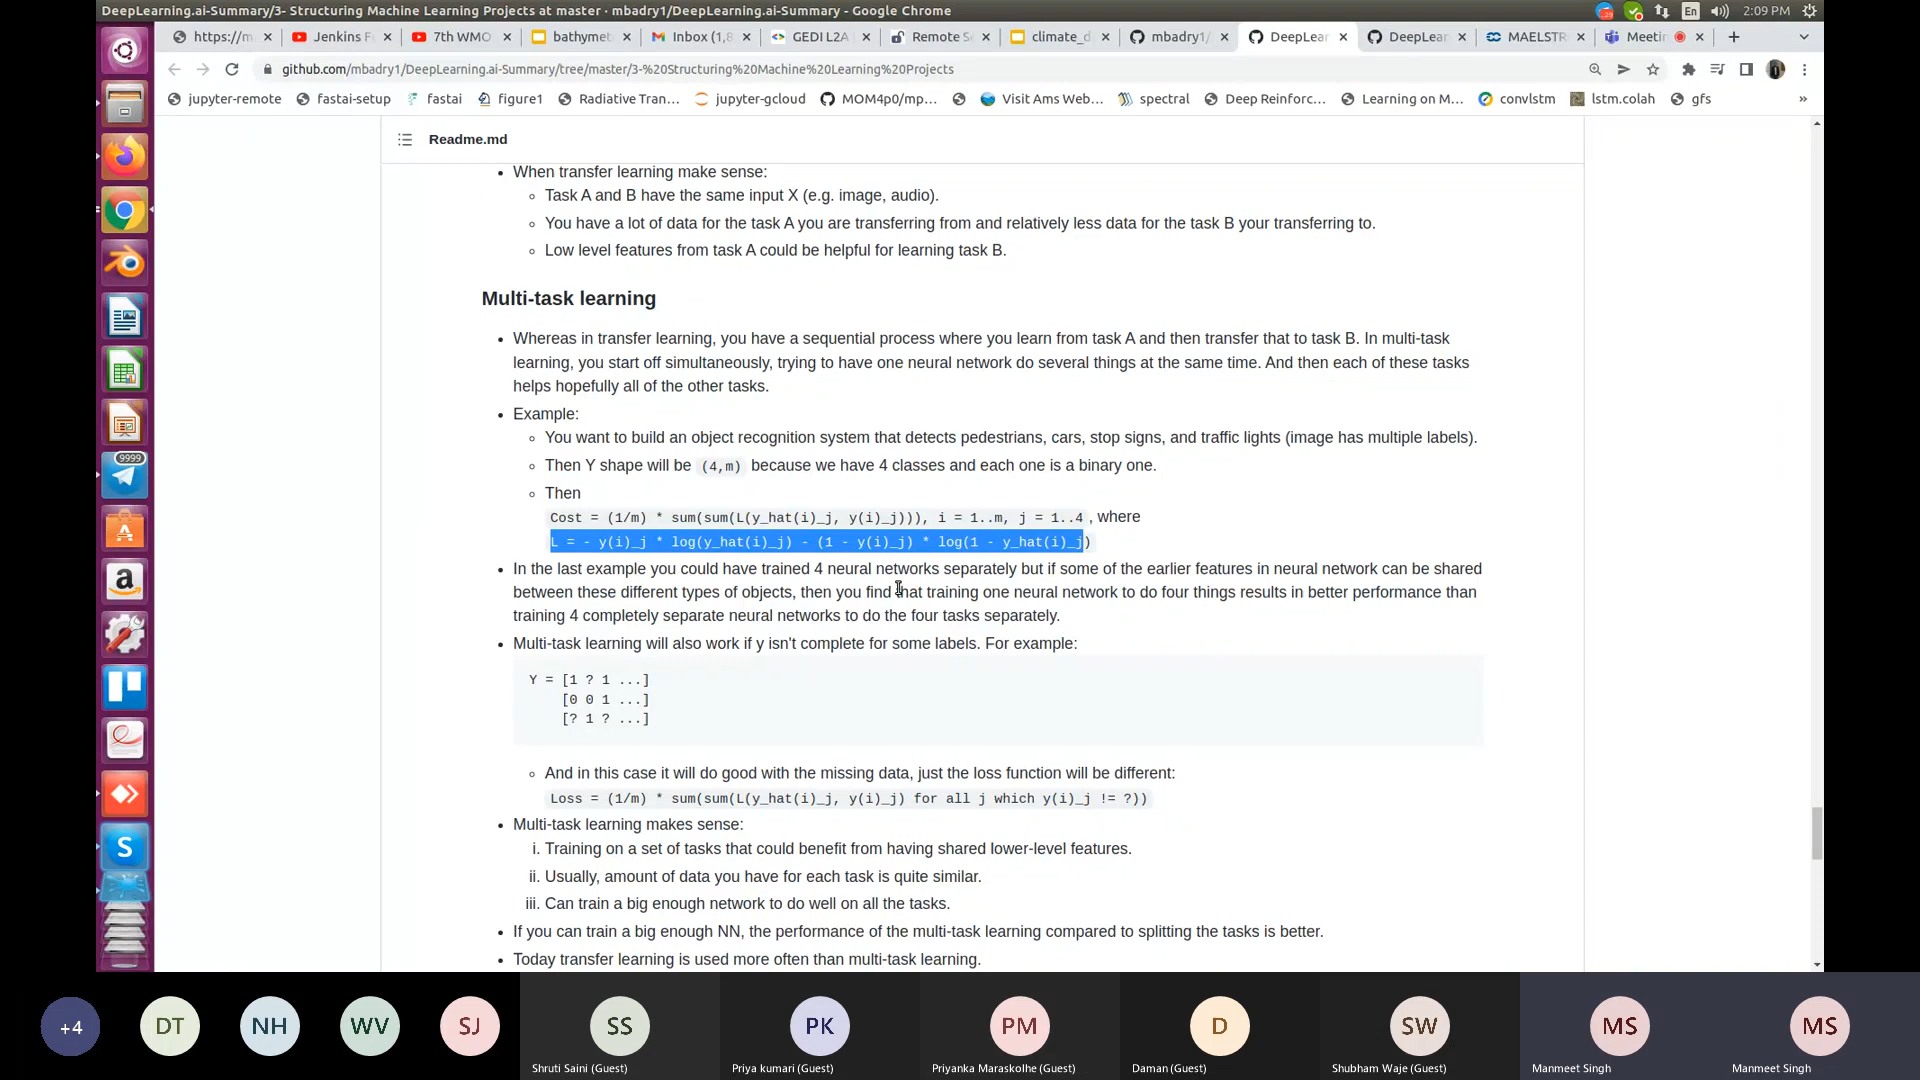 DeepLearning.ai-Summary/3- Structuring Machine Learning Projects at master · mbadry1/DeepLearning.ai-Summary - Google Chrome
En 2:09 PM
https://m Jenkins F 7th WMO bathymet Inbox (1,8 GEDI L2A Remote S climate_d mbadry1/ DeepLear DeepLear MAELSTR Meetin
github.com/mbadry1/DeepLearning.ai-Summary/tree/master/3-%20Structuring%20Machine%20Learning%20Projects
jupyter-remote fastai-setup fastai figure1 Radiative Tran... jupyter-gcloud MOM4p0/mp... Visit Ams Web... spectral Deep Reinforc... Learning on M... convlstm lstm.colah gfs »
Readme.md
• When transfer learning make sense:
◦ Task A and B have the same input X (e.g. image, audio).
◦ You have a lot of data for the task A you are transferring from and relatively less data for the task B your transferring to.
◦ Low level features from task A could be helpful for learning task B.
Multi-task learning
• Whereas in transfer learning, you have a sequential process where you learn from task A and then transfer that to task B. In multi-task
learning, you start off simultaneously, trying to have one neural network do several things at the same time. And then each of these tasks
helps hopefully all of the other tasks.
• Example:
◦ You want to build an object recognition system that detects pedestrians, cars, stop signs, and traffic lights (image has multiple labels).
◦ Then Y shape will be (4,m) because we have 4 classes and each one is a binary one.
◦ Then
Cost = (1/m) * sum(sum(L(y_hat(i)_j, y(i)_j))), i = 1..m, j = 1..4 , where
L = - y(i)_j * log(y_hat(i)_j) - (1 - y(i)_j) * log(1 - y_hat(i)_j)
• In the last example you could have trained 4 neural networks separately but if some of the earlier features in neural network can be shared
between these different types of objects, then you find that training one neural network to do four things results in better performance than
training 4 completely separate neural networks to do the four tasks separately.
• Multi-task learning will also work if y isn't complete for some labels. For example:
Y = [1 ? 1 ...]
[0 0 1 ...]
[? 1 ? ...]
◦ And in this case it will do good with the missing data, just the loss function will be different:
Loss = (1/m) * sum(sum(L(y_hat(i)_j, y(i)_j) for all j which y(i)_j != ?))
• Multi-task learning makes sense:
i. Training on a set of tasks that could benefit from having shared lower-level features.
ii. Usually, amount of data you have for each task is quite similar.
iii. Can train a big enough network to do well on all the tasks.
• If you can train a big enough NN, the performance of the multi-task learning compared to splitting the tasks is better.
• Today transfer learning is used more often than multi-task learning.
9999
a
S
+4 DT NH WV SJ SS PK PM D SW MS MS
Shruti Saini (Guest) Priya kumari (Guest) Priyanka Maraskolhe (Guest) Daman (Guest) Shubham Waje (Guest) Manmeet Singh Manmeet Singh